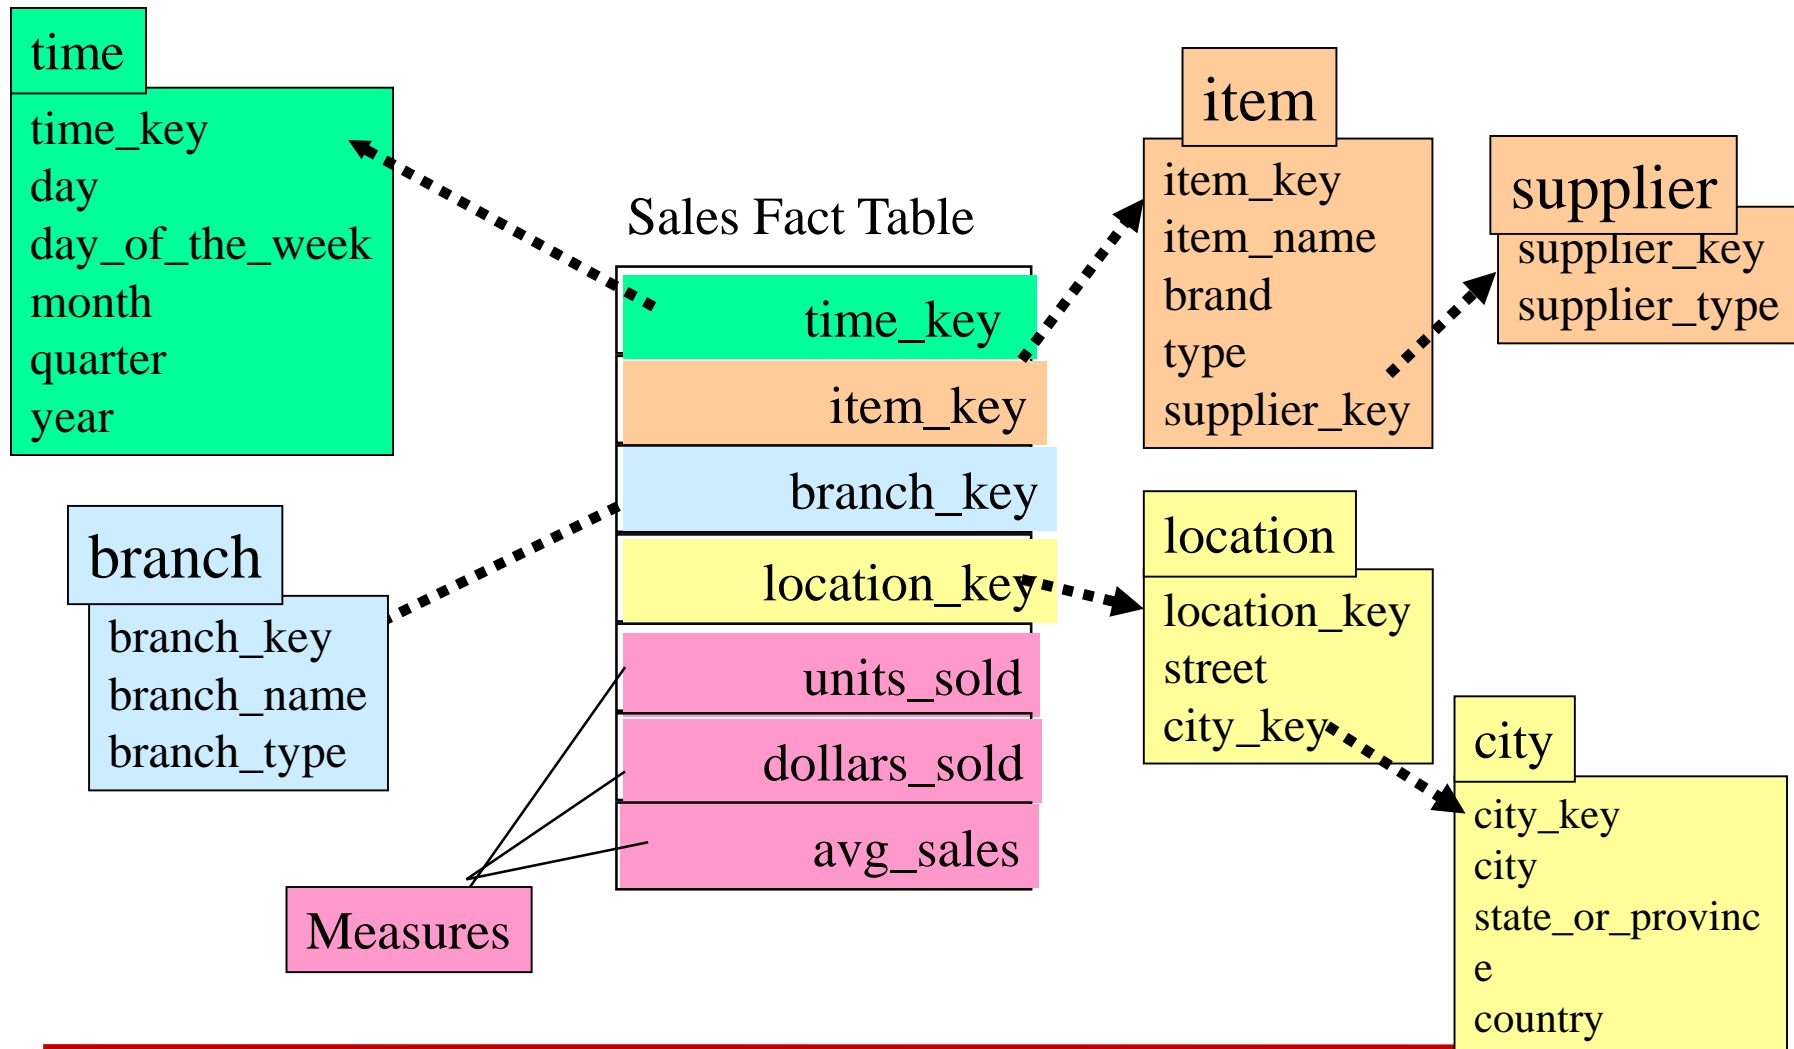 time
time_key
day
day_of_the_week
month
quarter
year
branch
branch_key
branch_name
branch_type
Sales Fact Table
time_key
item_key
branch_key
location_key
units_sold
dollars_sold
avg_sales
Measures
item
item_key
item_name
brand
type
supplier_key
supplier
supplier_key
supplier_type
location
location_key
street
city_key
city
city_key
city
state_or_provinc
e
country